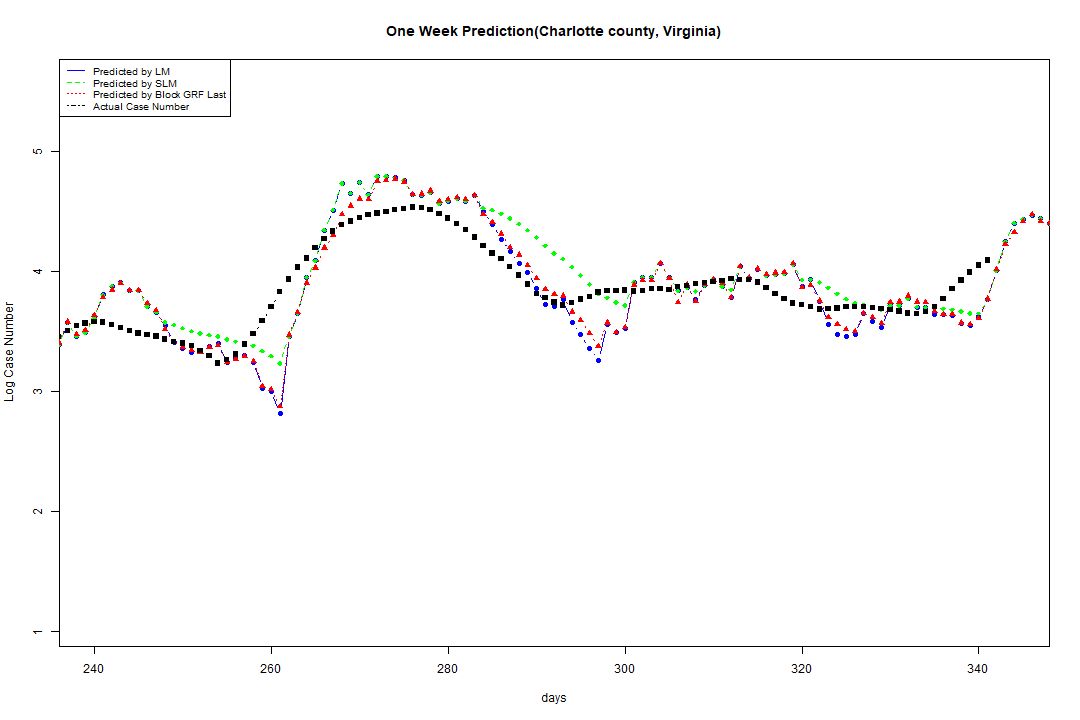 One Week Prediction(Charlotte county, Virginia)
Predicted by LM
Predicted by SLM
Predicted by Block GRF Last
Actual Case Number
5
4
3
2
1
Log Case Number
240 260 280 300 320 340
days